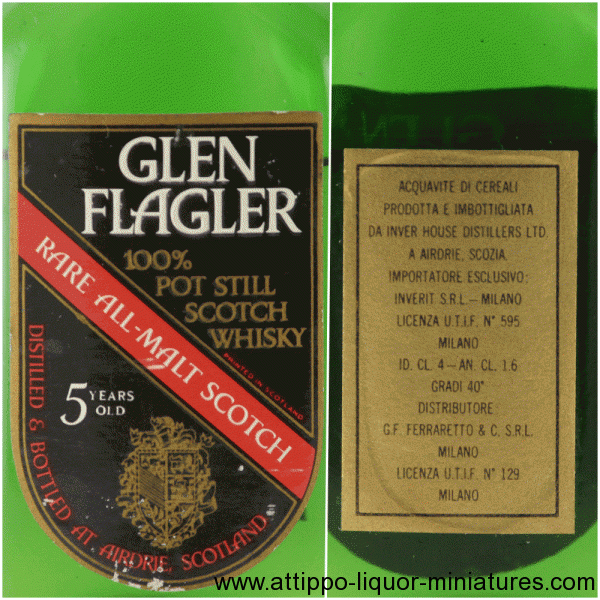 GLEN
FLAGLER
100%
POT STILL
SCOTCH
WHISKY
RARE ALL-MALT SCOTCH
PRINTED IN SCOTLAND
5 YEARS
OLD
DISTILLED & BOTTLED AT AIRDRIE, SCOTLAND
GLEN
ACQUAVITE DI CEREALI
PRODOTTA E IMBOTTIGLIATA
DA INVER HOUSE DISTILLERS LTD.
A AIRDRIE, SCOZIA.
IMPORTATORE ESCLUSIVO:
INVERIT S.R.L. – MILANO
LICENZA U.T.I.F. N° 595
MILANO
ID. CL. 4 – AN. CL. 1.6
GRADI 40°
DISTRIBUTORE:
G.F. FERRARETTO & C. S.R.L.
MILANO
LICENZA U.T.I.F. N° 129
MILANO
www.attippo-liquor-miniatures.com